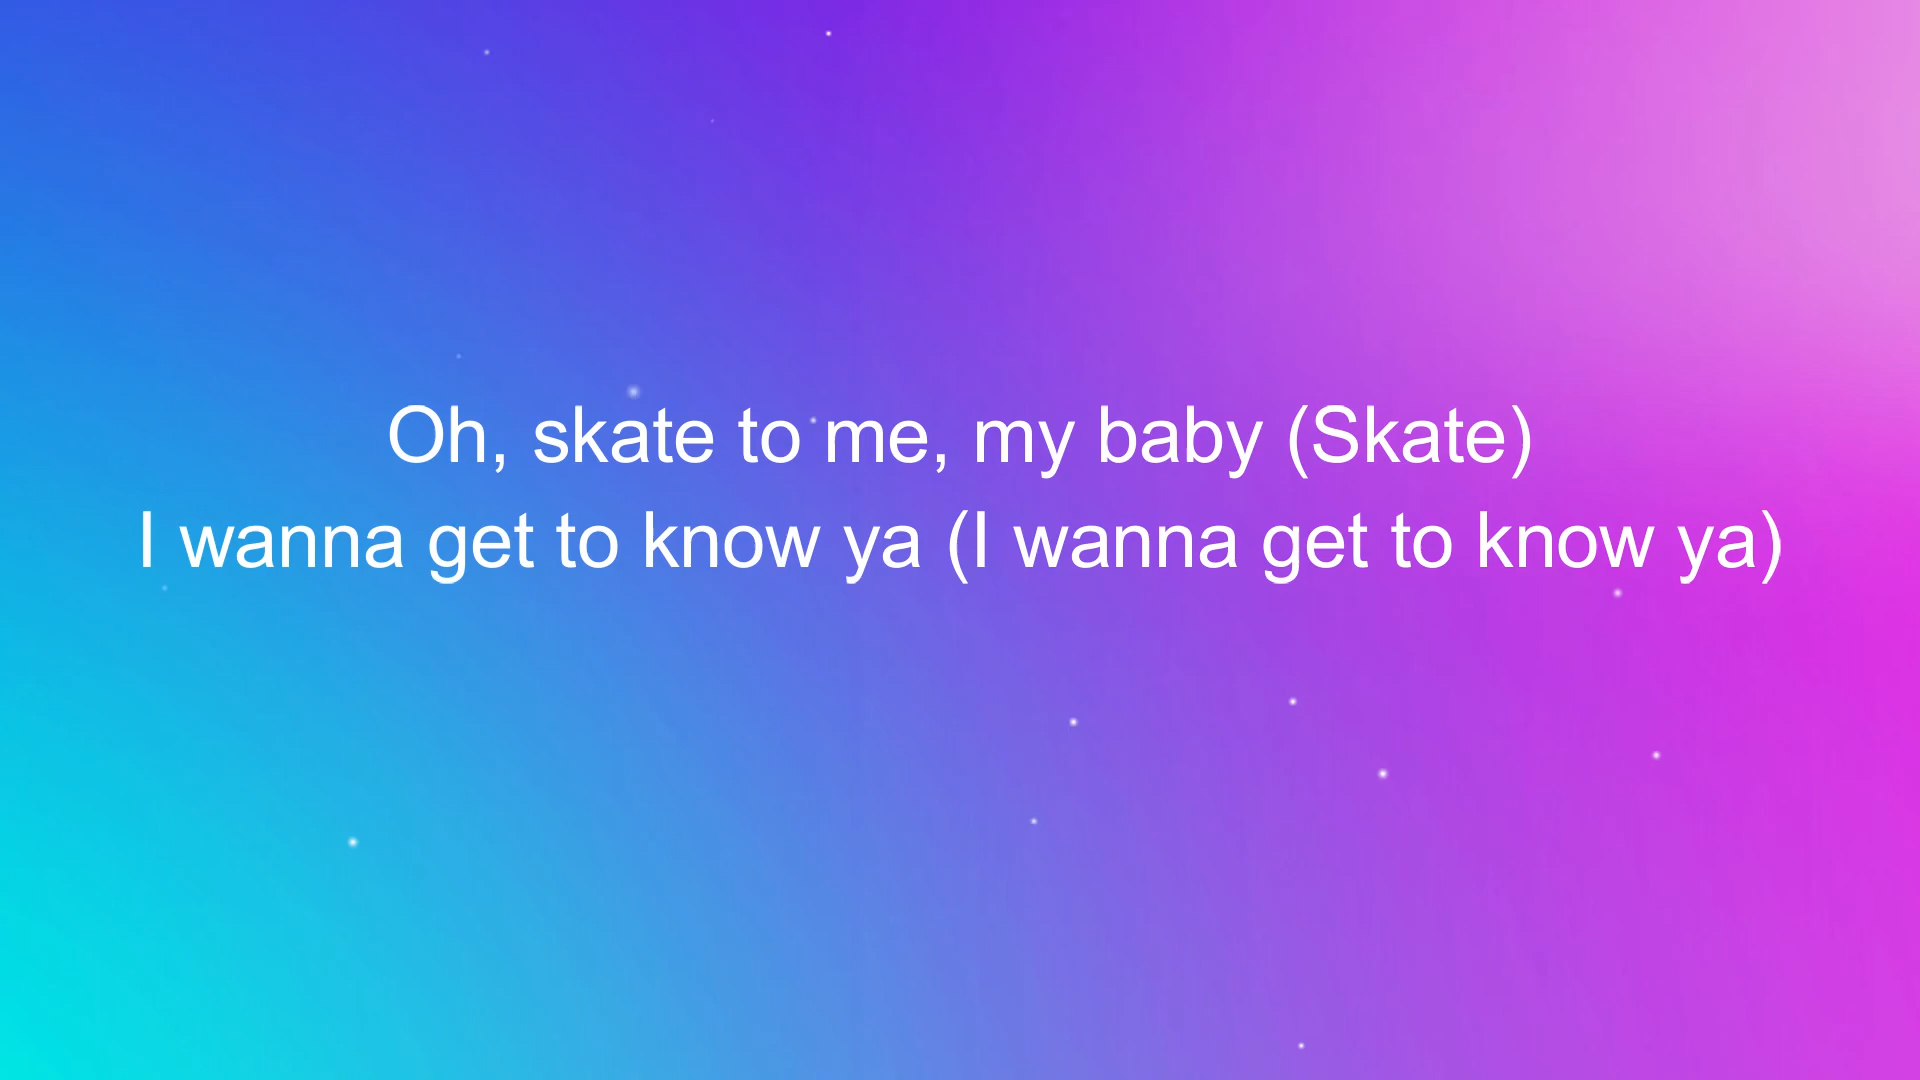 Oh, skate to me, my baby (Skate)
I wanna get to know ya (I wanna get to know ya)